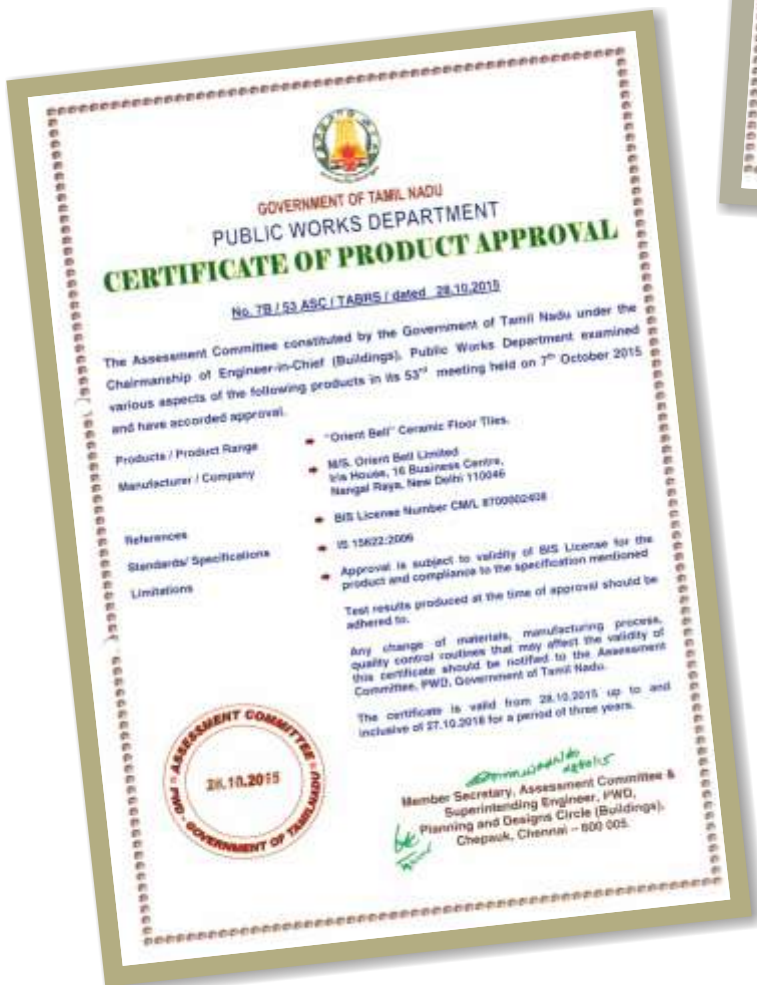 GOVERNMENT OF TAMIL NADU
PUBLIC WORKS DEPARTMENT
CERTIFICATE OF PRODUCT APPROVAL
No. 7B / 53 ASC / TABRS / dated 28.10.2015
The Assessment Committee constituted by the Government of Tamil Nadu under the
Chairmanship of Engineer-in-Chief (Buildings), Public Works Department examined
various aspects of the following products in its 53rd meeting held on 7th October 2015
and have accorded approval.
Products / Product Range "Orient Bell" Ceramic Floor Tiles.
Manufacturer / Company M/S. Orient Bell Limited
Iris House, 16 Business Centre,
Nangal Raya, New Delhi 110046
References BIS License Number CM/L 8700002408
Standards/ Specifications IS 15622:2006
Limitations Approval is subject to validity of BIS License for the
product and compliance to the specification mentioned
Test results produced at the time of approval should be
adhered to.
Any change of materials, manufacturing process,
quality control routines that may effect the validity of
this certificate should be notified to the Assessment
Committee, PWD, Government of Tamil Nadu.
The certificate is valid from 28.10.2015 up to and
inclusive of 27.10.2018 for a period of three years.
PWD - ASSESSMENT COMMITTEE
28.10.2015
GOVERNMENT OF TAMILNADU
Member Secretary, Assessment Committee &
Superintending Engineer, PWD,
Planning and Designs Circle (Buildings),
Chepauk, Chennai – 600 005.